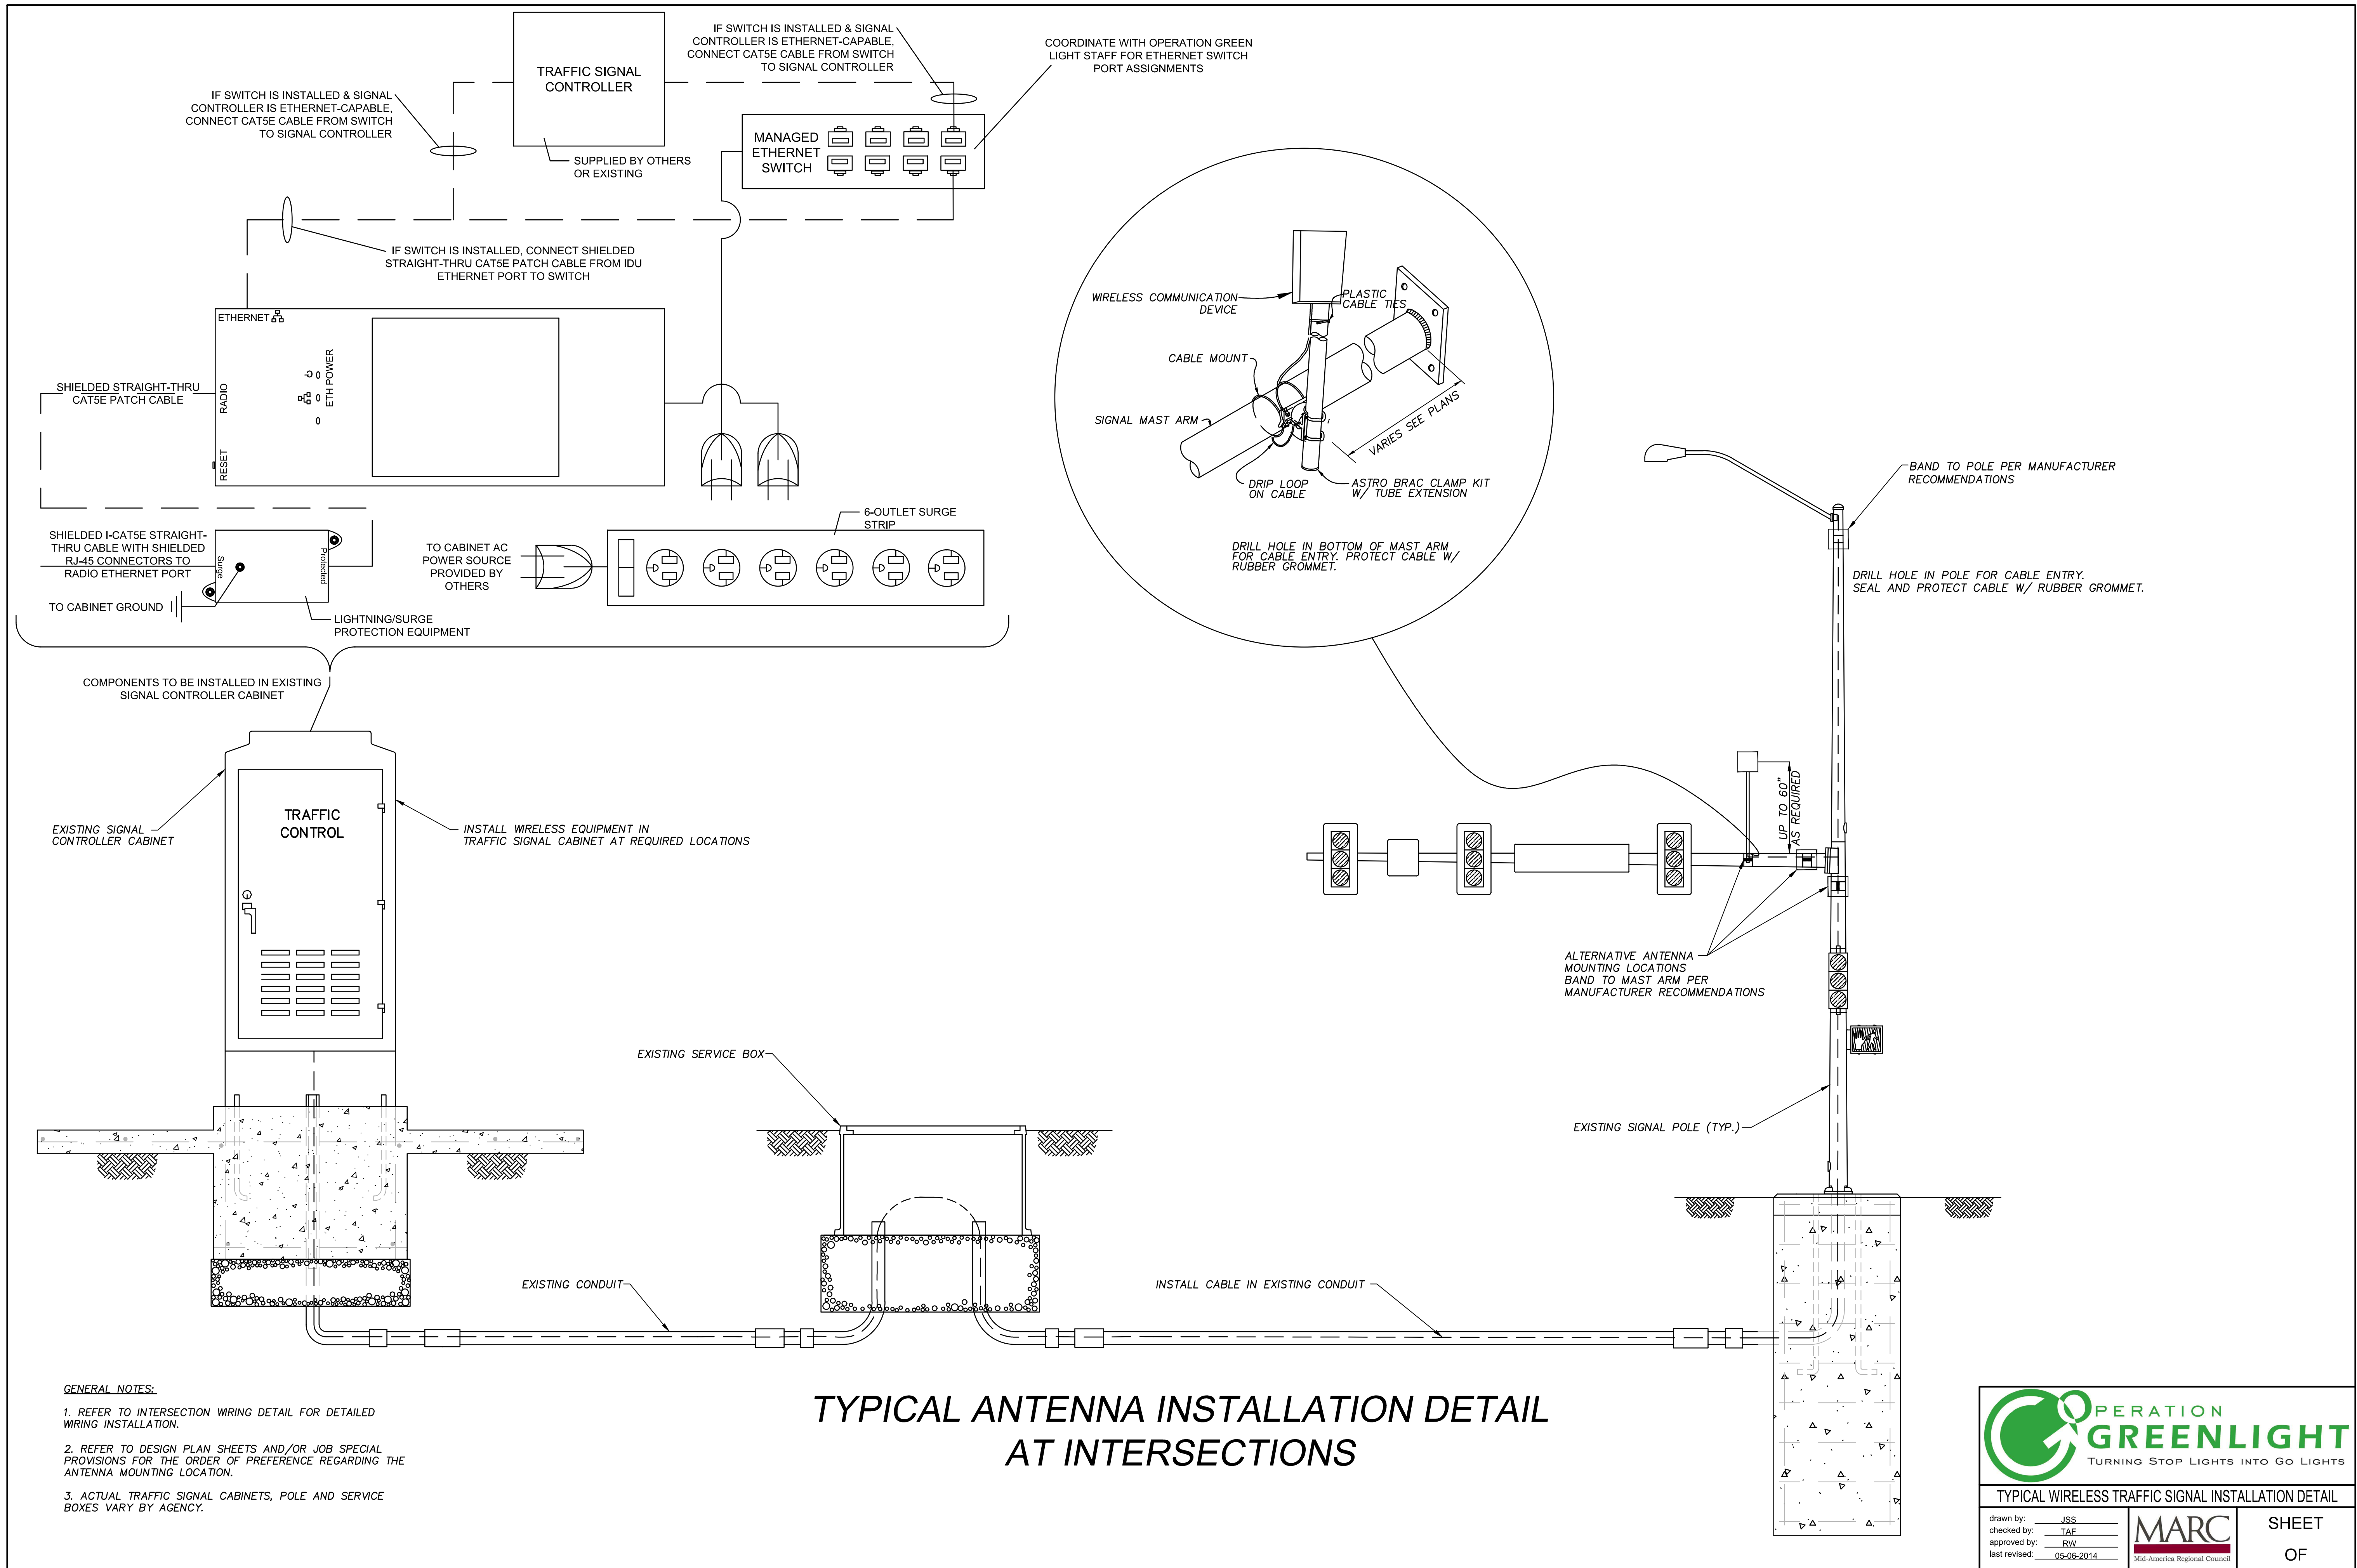 TRAFFIC SIGNAL
CONTROLLER
IF SWITCH IS INSTALLED & SIGNAL
CONTROLLER IS ETHERNET-CAPABLE,
CONNECT CAT5E CABLE FROM SWITCH
TO SIGNAL CONTROLLER
COORDINATE WITH OPERATION GREEN
LIGHT STAFF FOR ETHERNET SWITCH
PORT ASSIGNMENTS
IF SWITCH IS INSTALLED & SIGNAL
CONTROLLER IS ETHERNET-CAPABLE,
CONNECT CAT5E CABLE FROM SWITCH
TO SIGNAL CONTROLLER
SUPPLIED BY OTHERS
OR EXISTING
MANAGED
ETHERNET
SWITCH
IF SWITCH IS INSTALLED, CONNECT SHIELDED
STRAIGHT-THRU CAT5E PATCH CABLE FROM IDU
ETHERNET PORT TO SWITCH
ETHERNET
RADIO
RESET
ETH POWER
SHIELDED STRAIGHT-THRU
CAT5E PATCH CABLE
SHIELDED I-CAT5E STRAIGHT-
THRU CABLE WITH SHIELDED
RJ-45 CONNECTORS TO
RADIO ETHERNET PORT
Surge
Protected
TO CABINET GROUND
LIGHTNING/SURGE
PROTECTION EQUIPMENT
TO CABINET AC
POWER SOURCE
PROVIDED BY
OTHERS
6-OUTLET SURGE
STRIP
COMPONENTS TO BE INSTALLED IN EXISTING
SIGNAL CONTROLLER CABINET
WIRELESS COMMUNICATION
DEVICE
PLASTIC
CABLE TIES
CABLE MOUNT
SIGNAL MAST ARM
VARIES SEE PLANS
DRIP LOOP
ON CABLE
ASTRO BRAC CLAMP KIT
W/ TUBE EXTENSION
DRILL HOLE IN BOTTOM OF MAST ARM
FOR CABLE ENTRY. PROTECT CABLE W/
RUBBER GROMMET.
BAND TO POLE PER MANUFACTURER
RECOMMENDATIONS
DRILL HOLE IN POLE FOR CABLE ENTRY.
SEAL AND PROTECT CABLE W/ RUBBER GROMMET.
UP TO 60"
AS REQUIRED
TRAFFIC
CONTROL
EXISTING SIGNAL
CONTROLLER CABINET
INSTALL WIRELESS EQUIPMENT IN
TRAFFIC SIGNAL CABINET AT REQUIRED LOCATIONS
ALTERNATIVE ANTENNA
MOUNTING LOCATIONS
BAND TO MAST ARM PER
MANUFACTURER RECOMMENDATIONS
EXISTING SERVICE BOX
EXISTING SIGNAL POLE (TYP.)
EXISTING CONDUIT
INSTALL CABLE IN EXISTING CONDUIT
GENERAL NOTES:
1. REFER TO INTERSECTION WIRING DETAIL FOR DETAILED
WIRING INSTALLATION.
2. REFER TO DESIGN PLAN SHEETS AND/OR JOB SPECIAL
PROVISIONS FOR THE ORDER OF PREFERENCE REGARDING THE
ANTENNA MOUNTING LOCATION.
3. ACTUAL TRAFFIC SIGNAL CABINETS, POLE AND SERVICE
BOXES VARY BY AGENCY.
TYPICAL ANTENNA INSTALLATION DETAIL
AT INTERSECTIONS
OPERATION
GREENLIGHT
TURNING STOP LIGHTS INTO GO LIGHTS
TYPICAL WIRELESS TRAFFIC SIGNAL INSTALLATION DETAIL
drawn by: JSS
checked by: TAF
approved by: RW
last revised: 05-06-2014
MARC
Mid-America Regional Council
SHEET
OF